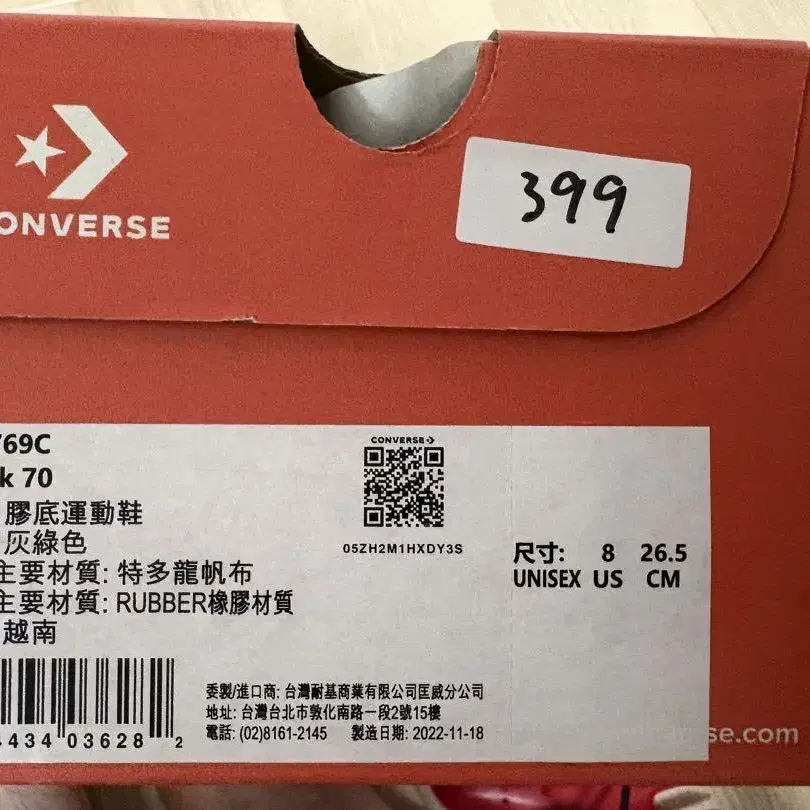 ONVERSE
399
769C
k 70
膠底運動鞋
灰綠色
主要材質: 特多龍帆布
主要材質: RUBBER橡膠材質
越南
434 03628 2
CONVERSE
05ZH2M1HXDY3S
尺寸: 8 26.5
UNISEX US CM
委製/進口商: 台灣耐基商業有限公司匡威分公司
地址: 台灣台北市敦化南路一段2號15樓
電話: (02)8161-2145 製造日期: 2022-11-18
se.com